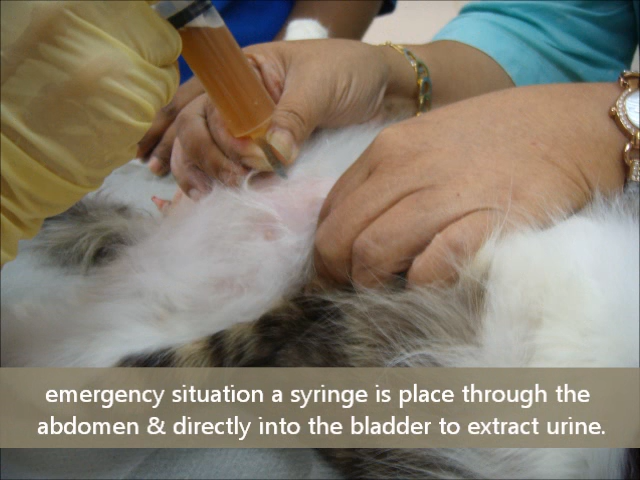 emergency situation a syringe is place through the
abdomen & directly into the bladder to extract urine.